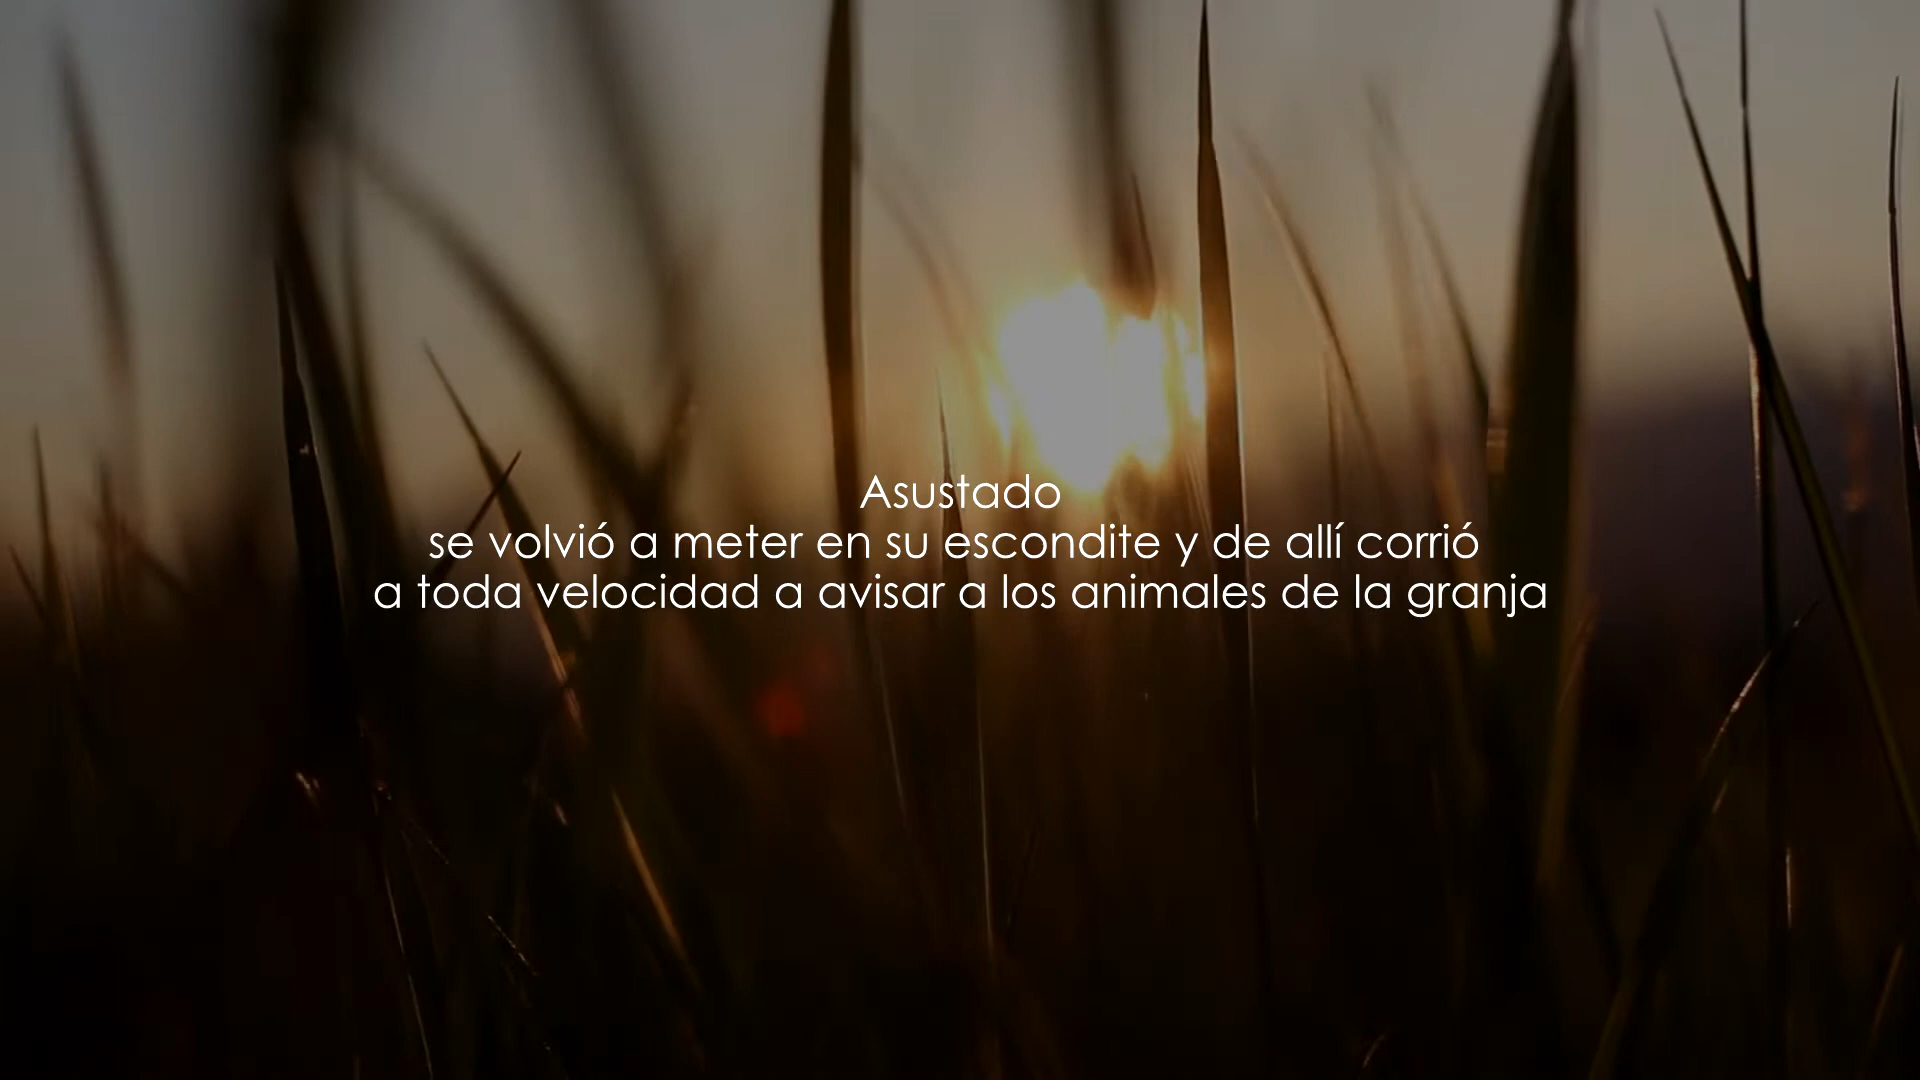 Asustado
se volvió a meter en su escondite y de allí corrió
a toda velocidad a avisar a los animales de la granja